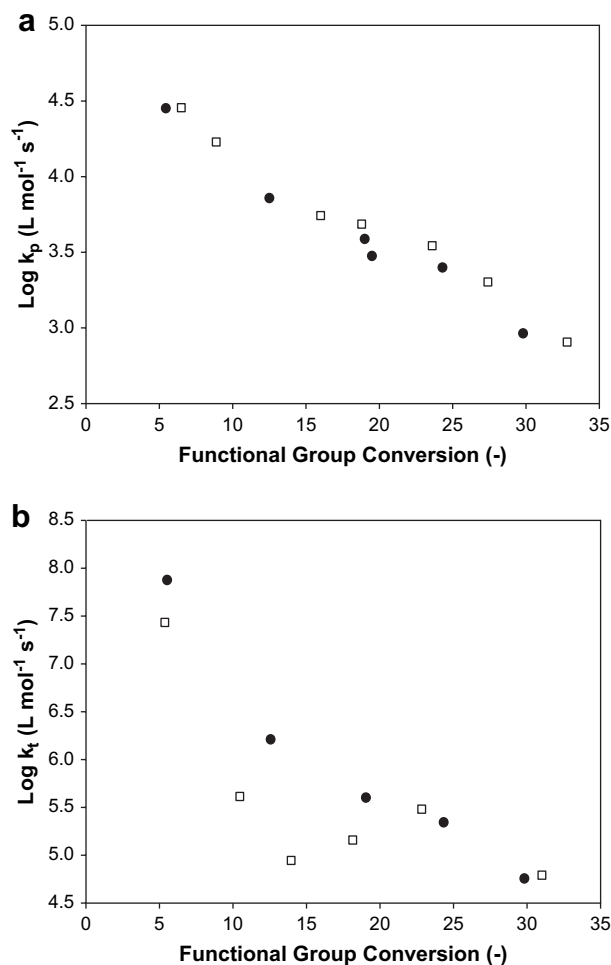 a
5.0
4.5
4.0
3.5
3.0
2.5
Log kp (L mol-1 s-1)
0 5 10 15 20 25 30 35
Functional Group Conversion (-)
b
8.5
8.0
7.5
7.0
6.5
6.0
5.5
5.0
4.5
Log kt (L mol-1 s-1)
0 5 10 15 20 25 30 35
Functional Group Conversion (-)